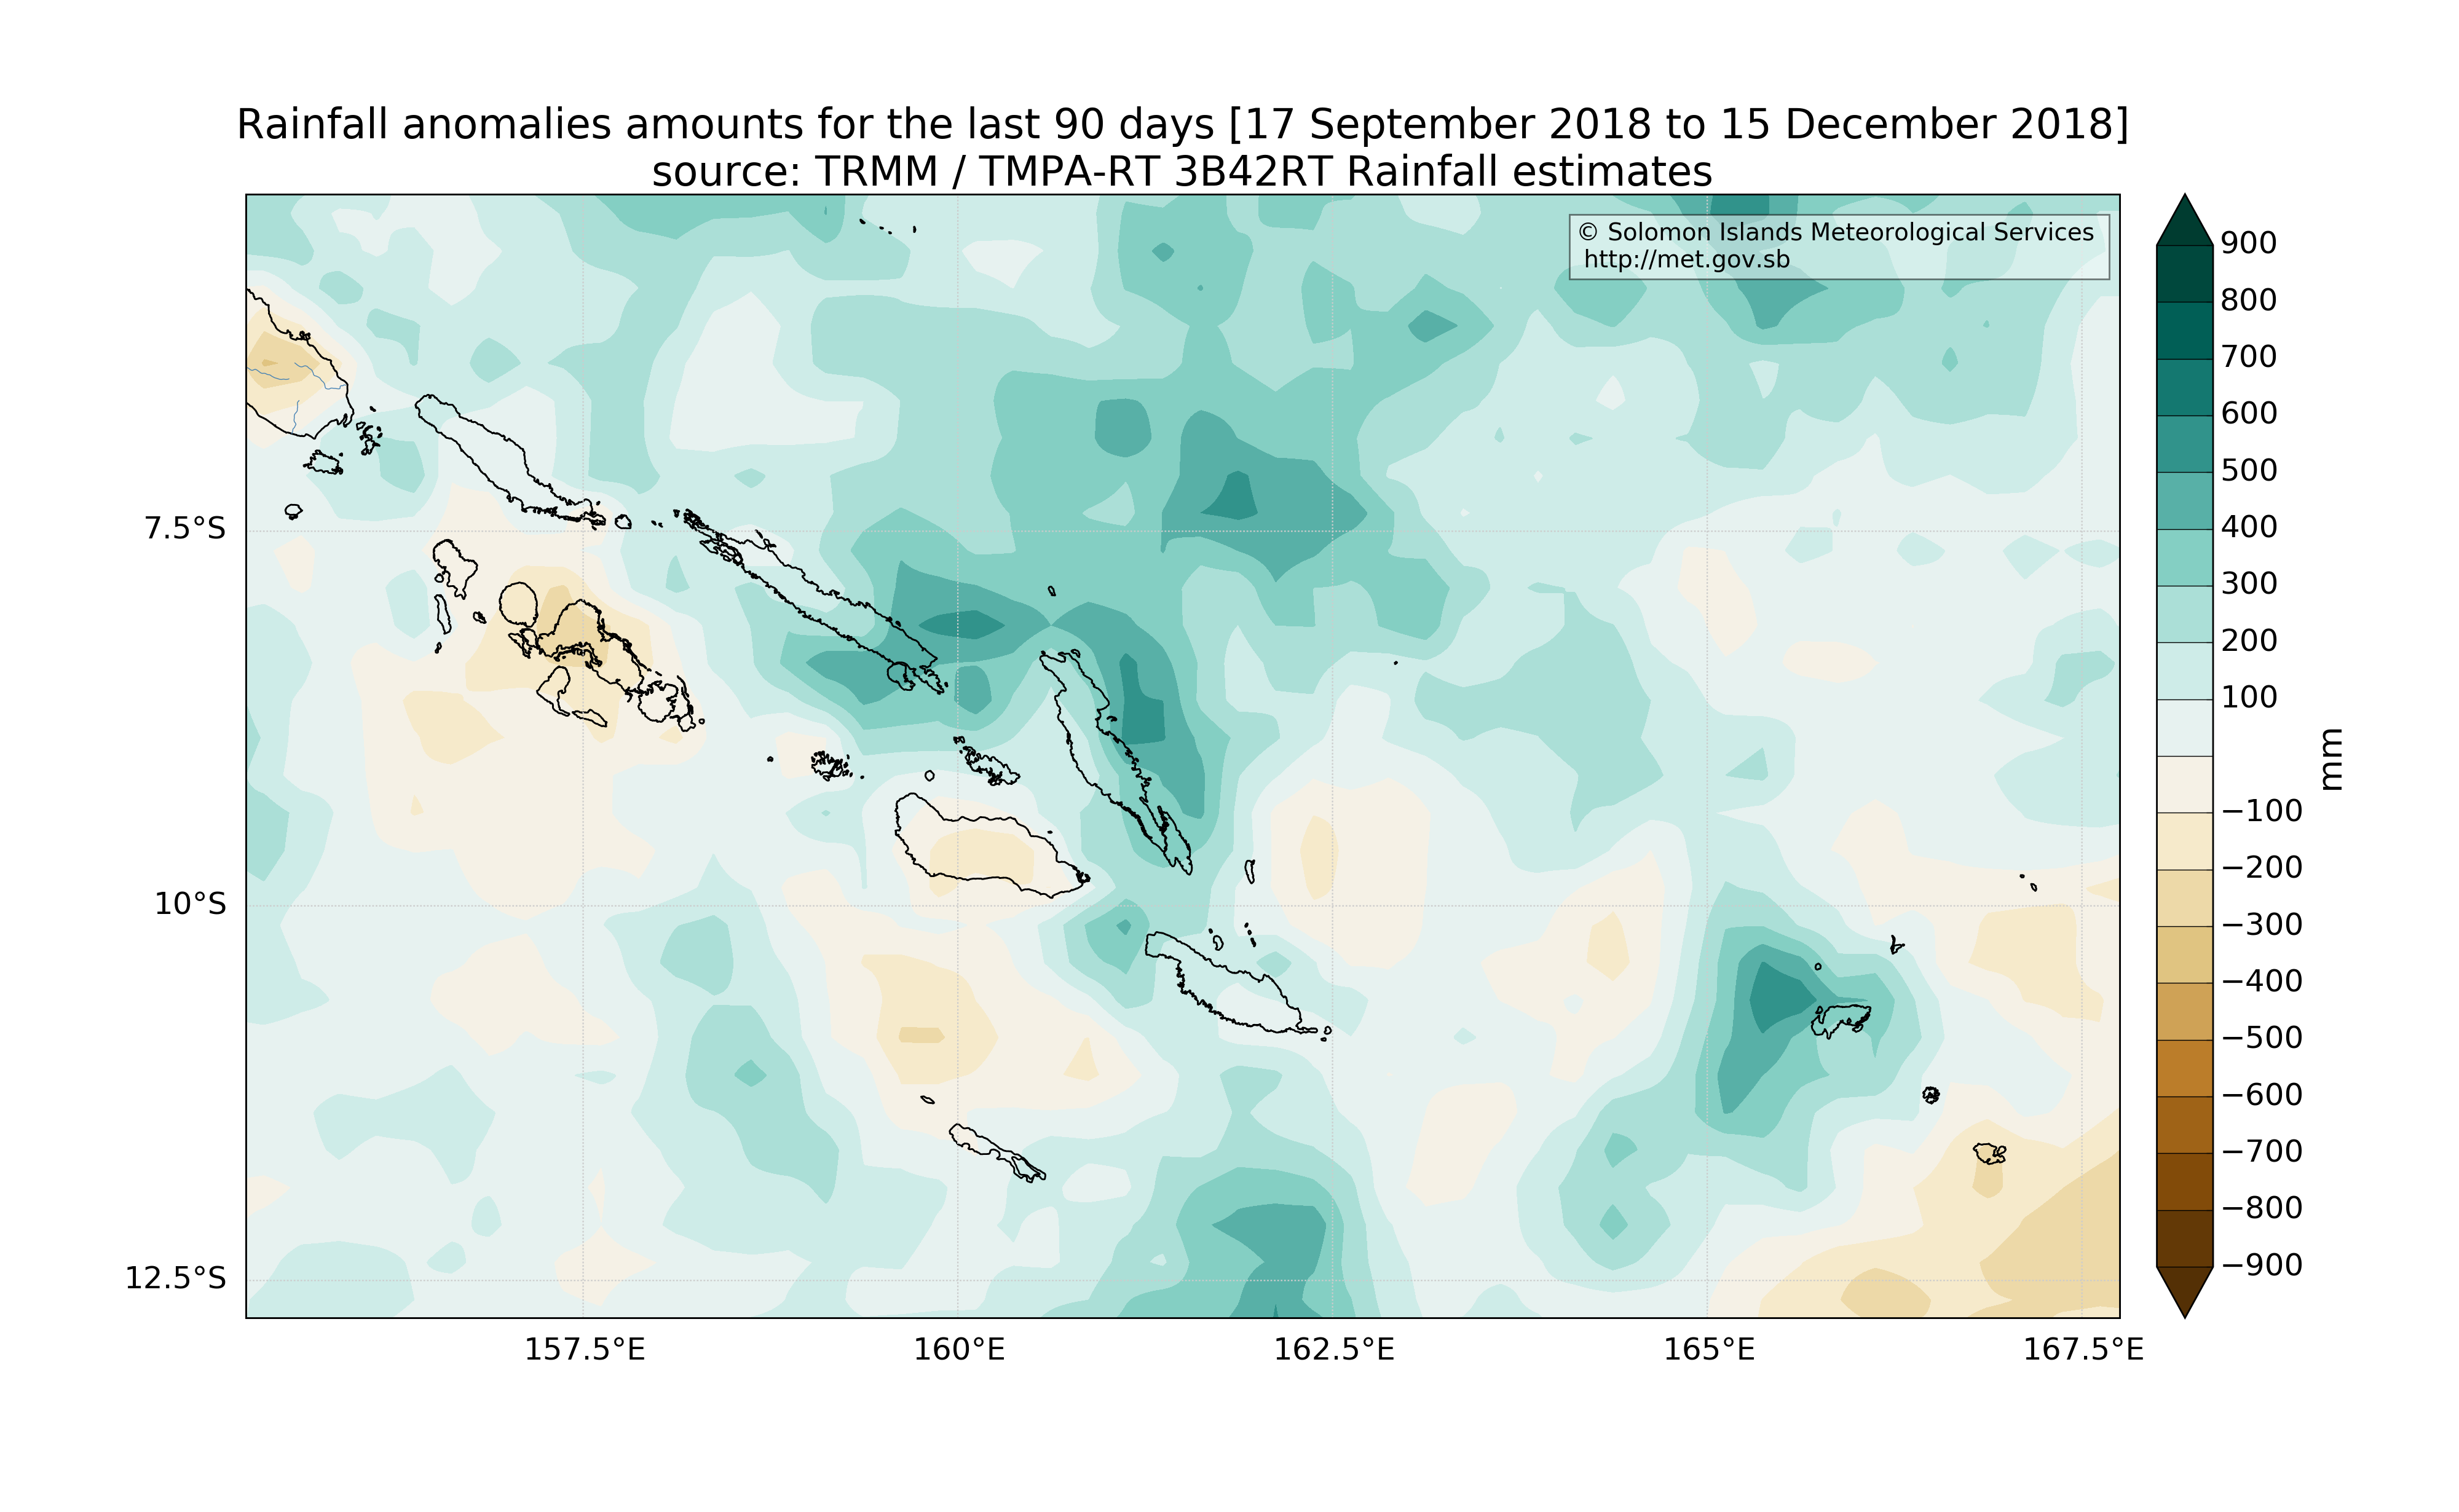 Rainfall anomalies amounts for the last 90 days [17 September 2018 to 15 December 2018]
source: TRMM / TMPA-RT 3B42RT Rainfall estimates
© Solomon Islands Meteorological Services
http://met.gov.sb
7.5°S
10°S
12.5°S
157.5°E
160°E
162.5°E
165°E
167.5°E
900
800
700
600
500
400
300
200
100
−100
−200
−300
−400
−500
−600
−700
−800
−900
mm